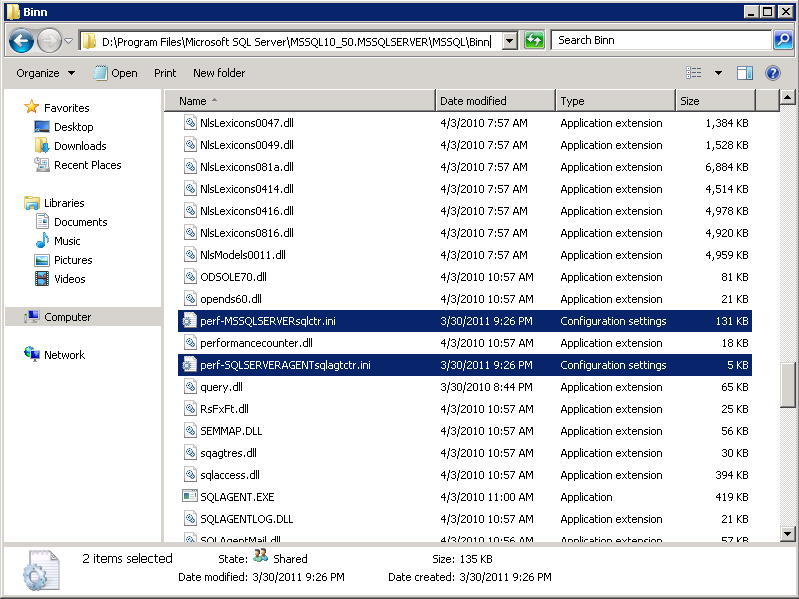 Binn
D:\Program Files\Microsoft SQL Server\MSSQL10_50.MSSQLSERVER\MSSQL\Binn
Search Binn
Organize Open Print New folder
Favorites
Desktop
Downloads
Recent Places
Libraries
Documents
Music
Pictures
Videos
Computer
Network
Name Date modified Type Size
NlsLexicons0047.dll 4/3/2010 7:57 AM Application extension 1,384 KB
NlsLexicons0049.dll 4/3/2010 7:57 AM Application extension 1,528 KB
NlsLexicons081a.dll 4/3/2010 7:57 AM Application extension 6,884 KB
NlsLexicons0414.dll 4/3/2010 7:57 AM Application extension 4,514 KB
NlsLexicons0416.dll 4/3/2010 7:57 AM Application extension 4,978 KB
NlsLexicons0816.dll 4/3/2010 7:57 AM Application extension 4,920 KB
NlsModels0011.dll 4/3/2010 7:57 AM Application extension 4,959 KB
ODSOLE70.dll 4/3/2010 10:57 AM Application extension 81 KB
opends60.dll 4/3/2010 10:57 AM Application extension 21 KB
perf-MSSQLSERVERsqlctr.ini 3/30/2011 9:26 PM Configuration settings 131 KB
performancecounter.dll 4/3/2010 10:57 AM Application extension 18 KB
perf-SQLSERVERAGENTsqlagtctr.ini 3/30/2011 9:26 PM Configuration settings 5 KB
query.dll 3/30/2010 8:44 PM Application extension 65 KB
RsFxFt.dll 4/3/2010 10:57 AM Application extension 25 KB
SEMMAP.DLL 4/3/2010 10:57 AM Application extension 56 KB
sqagtres.dll 4/3/2010 10:57 AM Application extension 30 KB
sqlaccess.dll 4/3/2010 10:57 AM Application extension 394 KB
SQLAGENT.EXE 4/3/2010 11:00 AM Application 419 KB
SQLAGENTLOG.DLL 4/3/2010 10:57 AM Application extension 21 KB
SQLAgentMail.dll 4/3/2010 10:56 AM Application extension 57 KB
2 items selected State: Shared Size: 135 KB
Date modified: 3/30/2011 9:26 PM Date created: 3/30/2011 9:26 PM